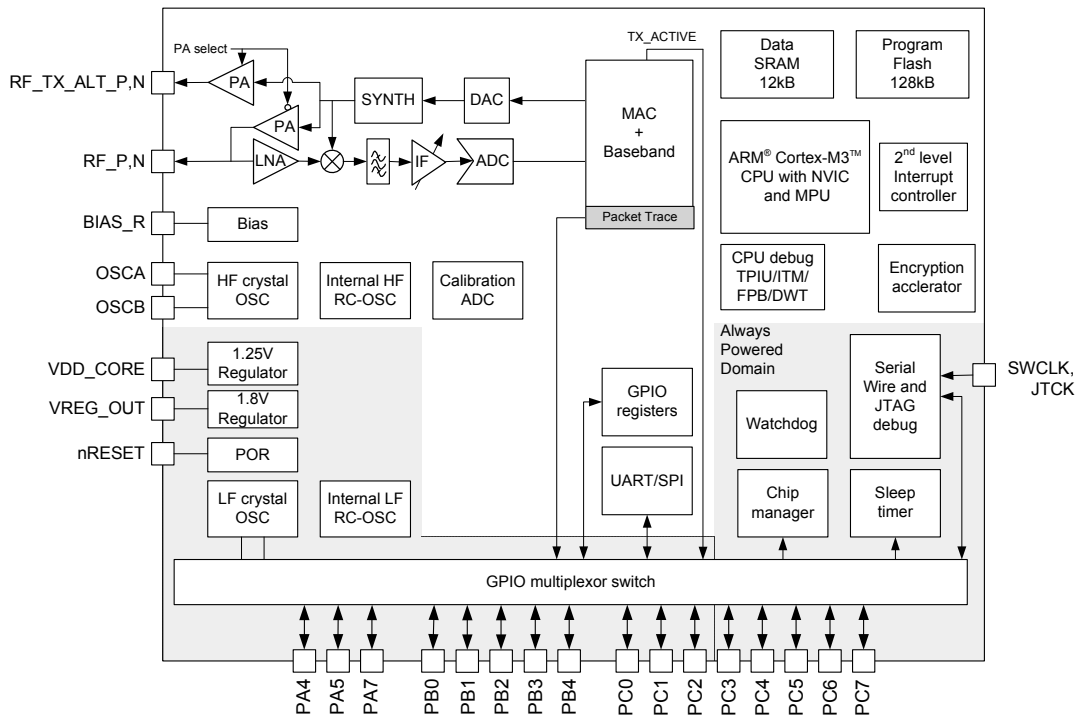 PA select
TX_ACTIVE
RF_TX_ALT_P,N
PA
SYNTH
DAC
MAC
+
Baseband
Data
SRAM
12kB
Program
Flash
128kB
PA
RF_P,N
LNA
IF
ADC
ARM® Cortex-M3™
CPU with NVIC
and MPU
2nd level
Interrupt
controller
BIAS_R
Bias
Packet Trace
OSCA
OSCB
HF crystal
OSC
Internal HF
RC-OSC
Calibration
ADC
CPU debug
TPIU/ITM/
FPB/DWT
Encryption
acclerator
Always
Powered
Domain
VDD_CORE
1.25V
Regulator
VREG_OUT
1.8V
Regulator
GPIO
registers
Watchdog
Serial
Wire and
JTAG
debug
SWCLK,
JTCK
nRESET
POR
LF crystal
OSC
Internal LF
RC-OSC
UART/SPI
Chip
manager
Sleep
timer
GPIO multiplexor switch
PA4
PA5
PA7
PB0
PB1
PB2
PB3
PB4
PC0
PC1
PC2
PC3
PC4
PC5
PC6
PC7